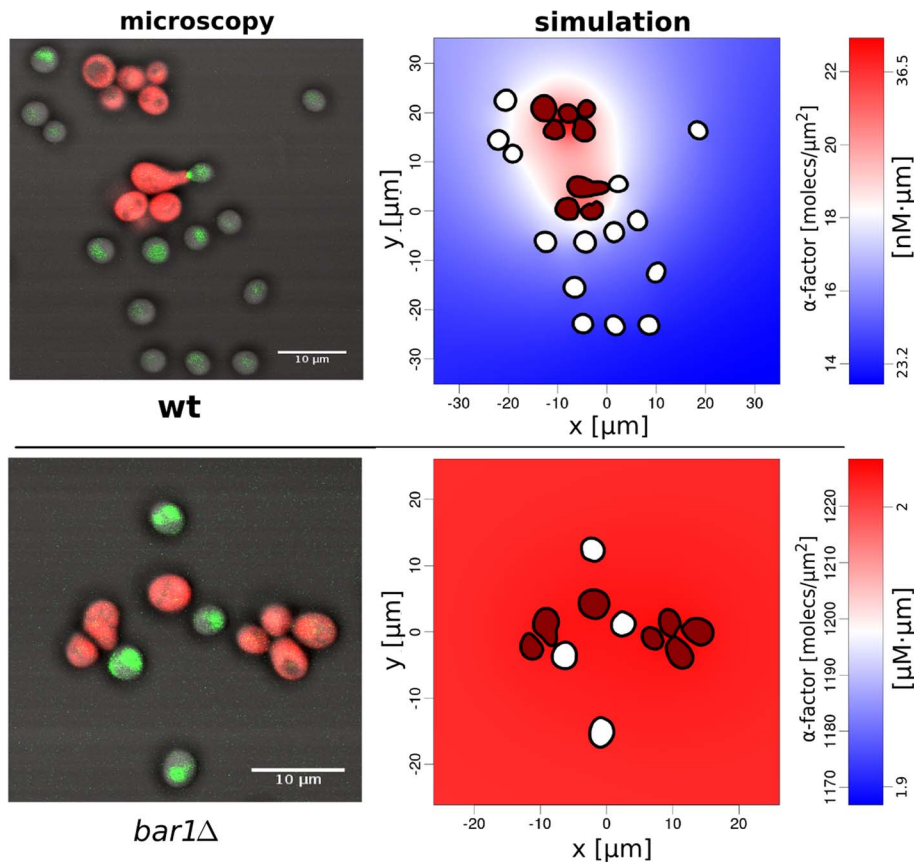 microscopy
simulation
10 µm
wt
30
20
10
0
-10
-20
-30
y [µm]
-30 -20 -10 0 10 20 30
x [µm]
22
20
18
16
14
α-factor [molecs/µm²]
36.5
23.2
[nM·µm]
10 µm
bar1Δ
20
10
0
-10
-20
y [µm]
-20 -10 0 10 20
x [µm]
1220
1210
1200
1190
1180
1170
α-factor [molecs/µm²]
2
1.9
[µM·µm]